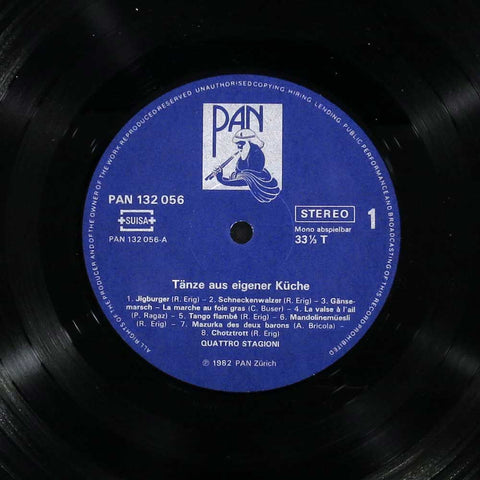 ALL RIGHTS OF THE PRODUCER AND OF THE OWNER OF THE WORK REPRODUCED RESERVED. UNAUTHORISED COPYING, HIRING, LENDING, PUBLIC PERFORMANCE AND BROADCASTING OF THIS RECORD PROHIBITED
PAN
PAN 132 056
SUISA
PAN 132 056-A
STEREO
Mono abspielbar
33⅓ T
1
Tänze aus eigener Küche
1. Jigburger (R. Erig) – 2. Schneckenwalzer (R. Erig) – 3. Gänse-
marsch – La marche au foie gras (C. Buser) – 4. La valse à l'ail
(P. Ragaz) – 5. Tango flambé (R. Erig) – 6. Mandolinemüesli
(R. Erig) – 7. Mazurka des deux barons (A. Bricola) –
8. Chotztrott (R. Erig)
QUATTRO STAGIONI
℗ 1982 PAN Zürich